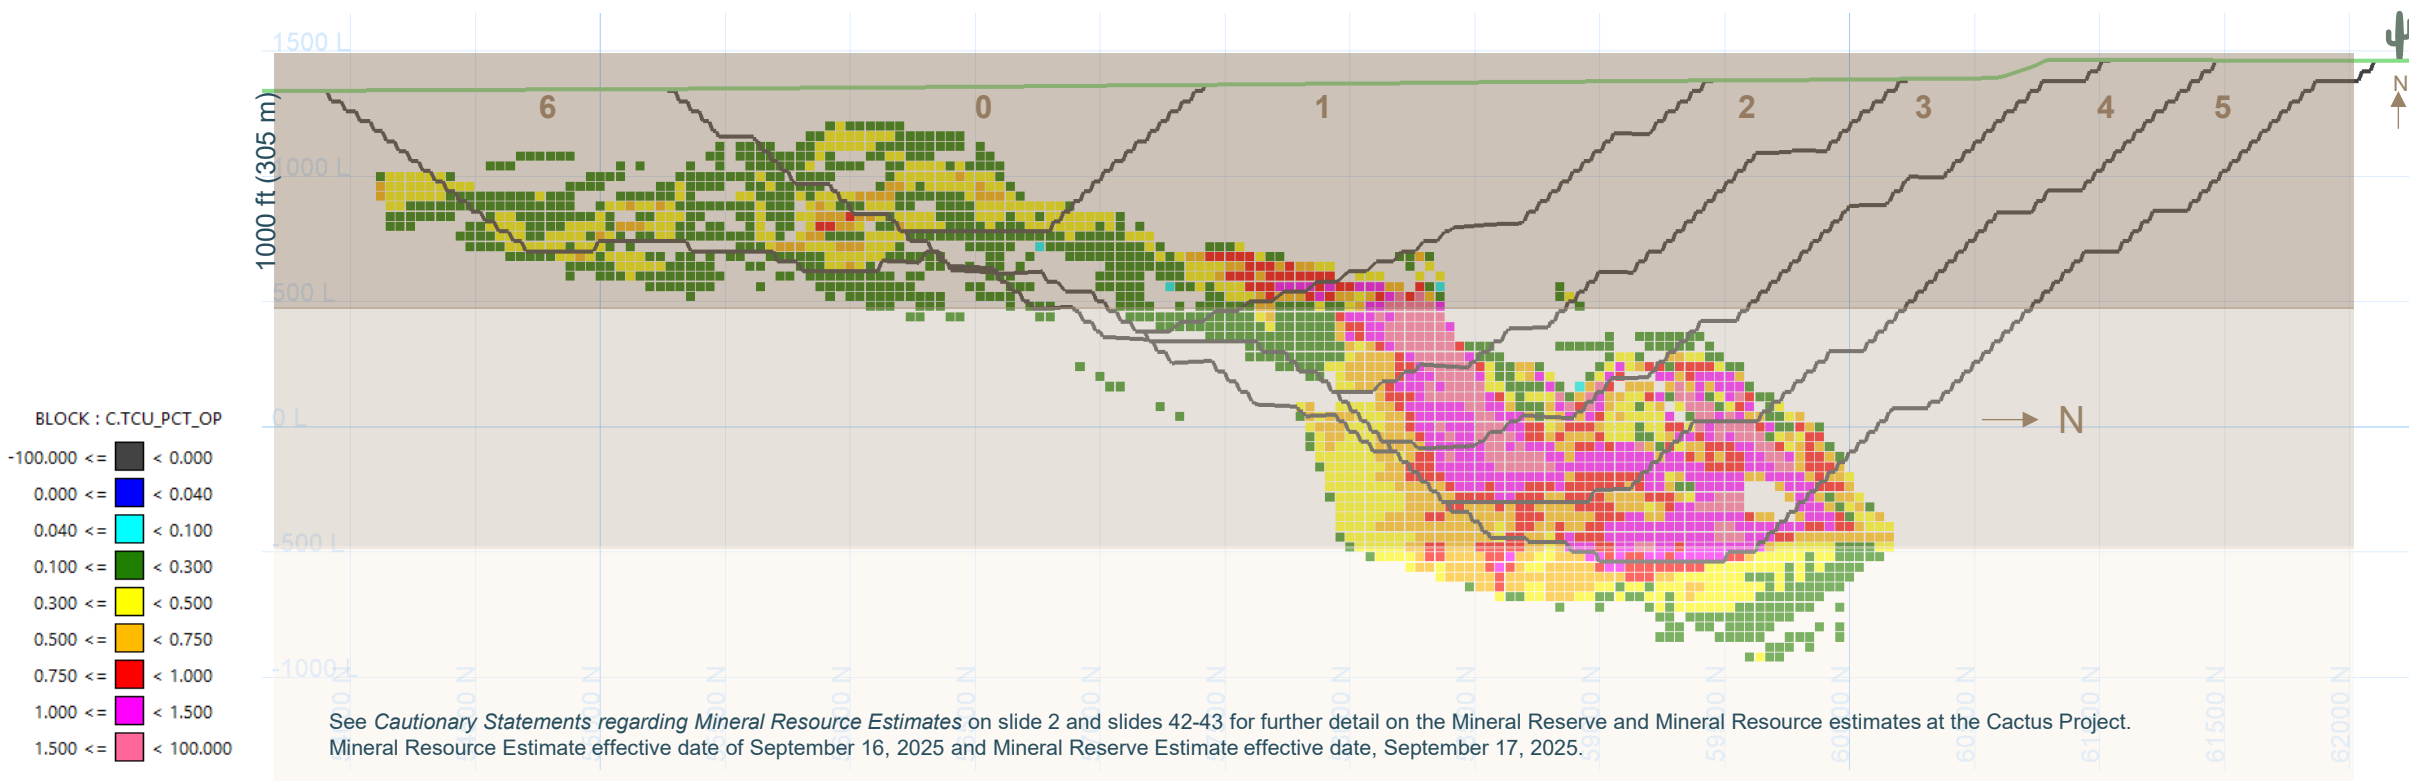 1500 L
N
6 0 1 2 3 4 5
1000 L
1000 ft (305 m)
500 L
0 L
N
BLOCK : C.TCU_PCT_OP
-100.000 <= < 0.000
0.000 <= < 0.040
0.040 <= < 0.100
0.100 <= < 0.300
0.300 <= < 0.500
0.500 <= < 0.750
0.750 <= < 1.000
1.000 <= < 1.500
1.500 <= < 100.000
-500 L
-1000 L
61500 N
62000 N
See Cautionary Statements regarding Mineral Resource Estimates on slide 2 and slides 42-43 for further detail on the Mineral Reserve and Mineral Resource estimates at the Cactus Project.
Mineral Resource Estimate effective date of September 16, 2025 and Mineral Reserve Estimate effective date, September 17, 2025.